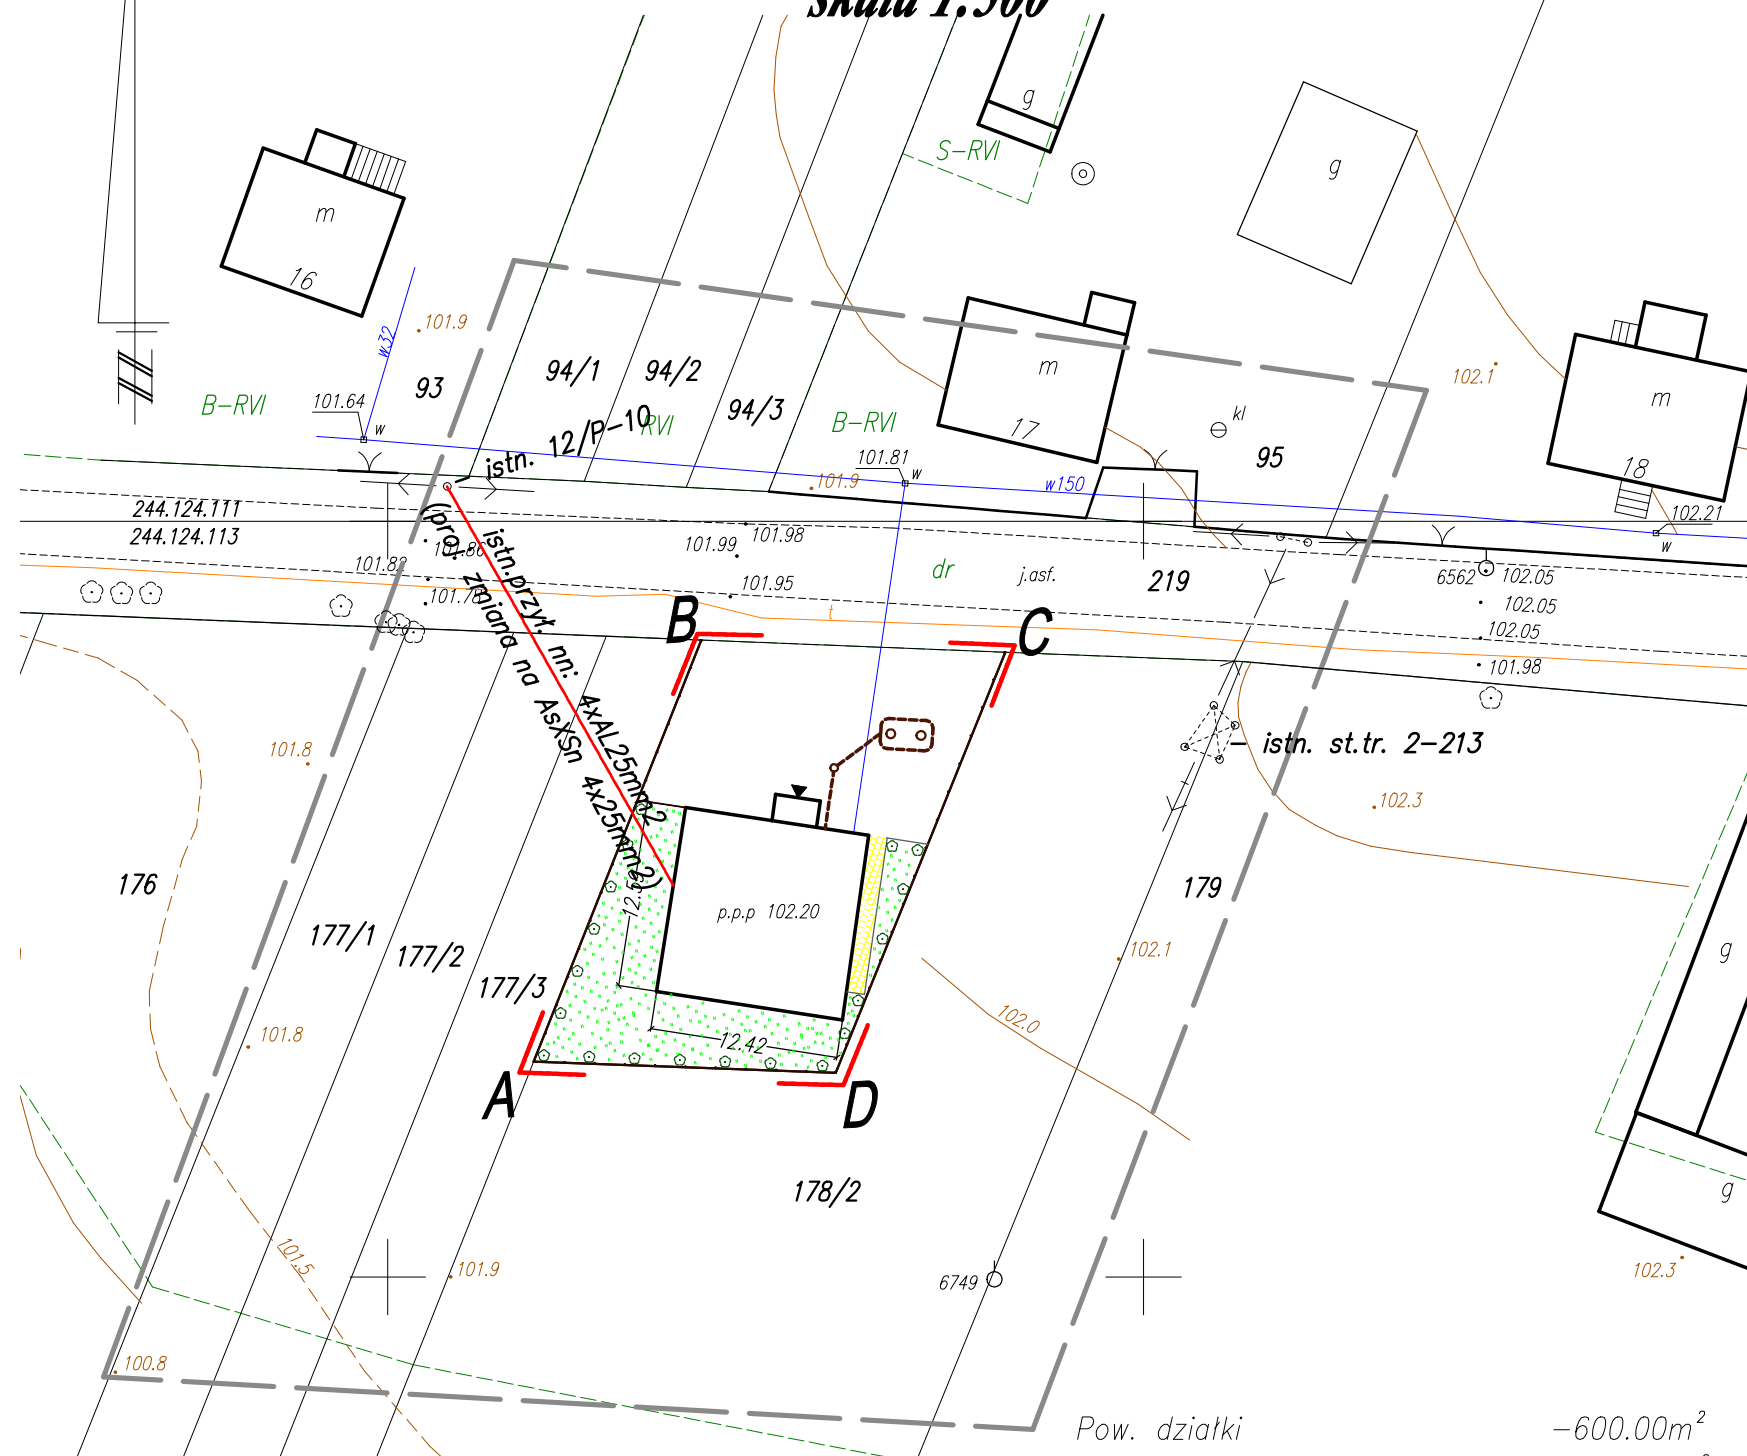 skala 1:500
g
S-RVI
g
m
16
w32
101.9
93
94/1
94/2
94/3
B-RVI
101.64
w
RVI
istn. 12/P-10
B-RVI
m
17
kl
95
102.1
m
18
101.81
w
101.9
w150
102.21
w
244.124.111
244.124.113
101.86
101.82
101.78
101.98
101.99
101.95
dr
j.asf.
219
6562
102.05
102.05
102.05
101.98
t
B
C
istn.przył. nn: 4xAL25mm2
(proj. zmiana na AsXSn 4x25mm2)
istn. st.tr. 2-213
101.8
102.3
176
177/1
177/2
177/3
p.p.p 102.20
179
102.1
g
102.0
12.42
A
D
101.8
178/2
g
101.5
101.9
6749
102.3
100.8
Pow. działki -600.00m²